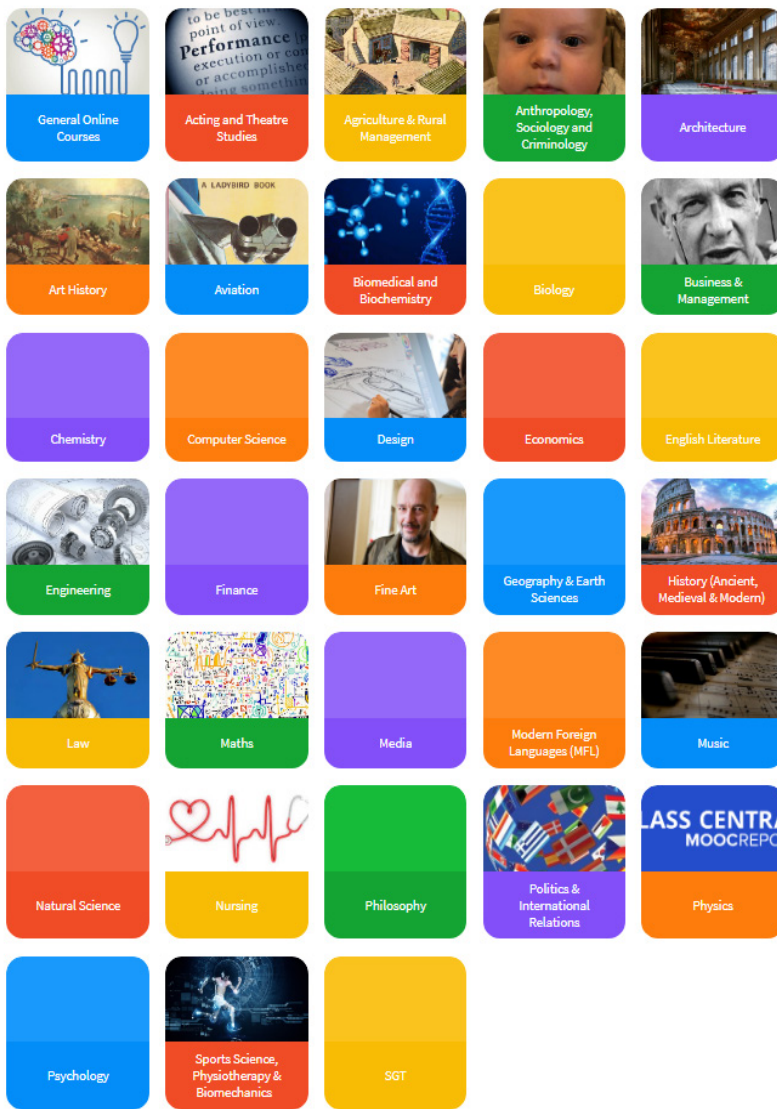 to be best in
point of view.
Performance
execution or con
or accomplished
doing somethin
General Online
Courses
Acting and Theatre
Studies
Agriculture & Rural
Management
Anthropology,
Sociology and
Criminology
Architecture
A LADYBIRD BOOK
Art History
Aviation
Biomedical and
Biochemistry
Biology
Business &
Management
Chemistry
Computer Science
Design
Economics
English Literature
Engineering
Finance
Fine Art
Geography & Earth
Sciences
History (Ancient,
Medieval & Modern)
Law
Maths
Media
Modern Foreign
Languages (MFL)
Music
LASS CENTRA
MOOCREPO
Natural Science
Nursing
Philosophy
Politics &
International
Relations
Physics
Psychology
Sports Science,
Physiotherapy &
Biomechanics
SGT